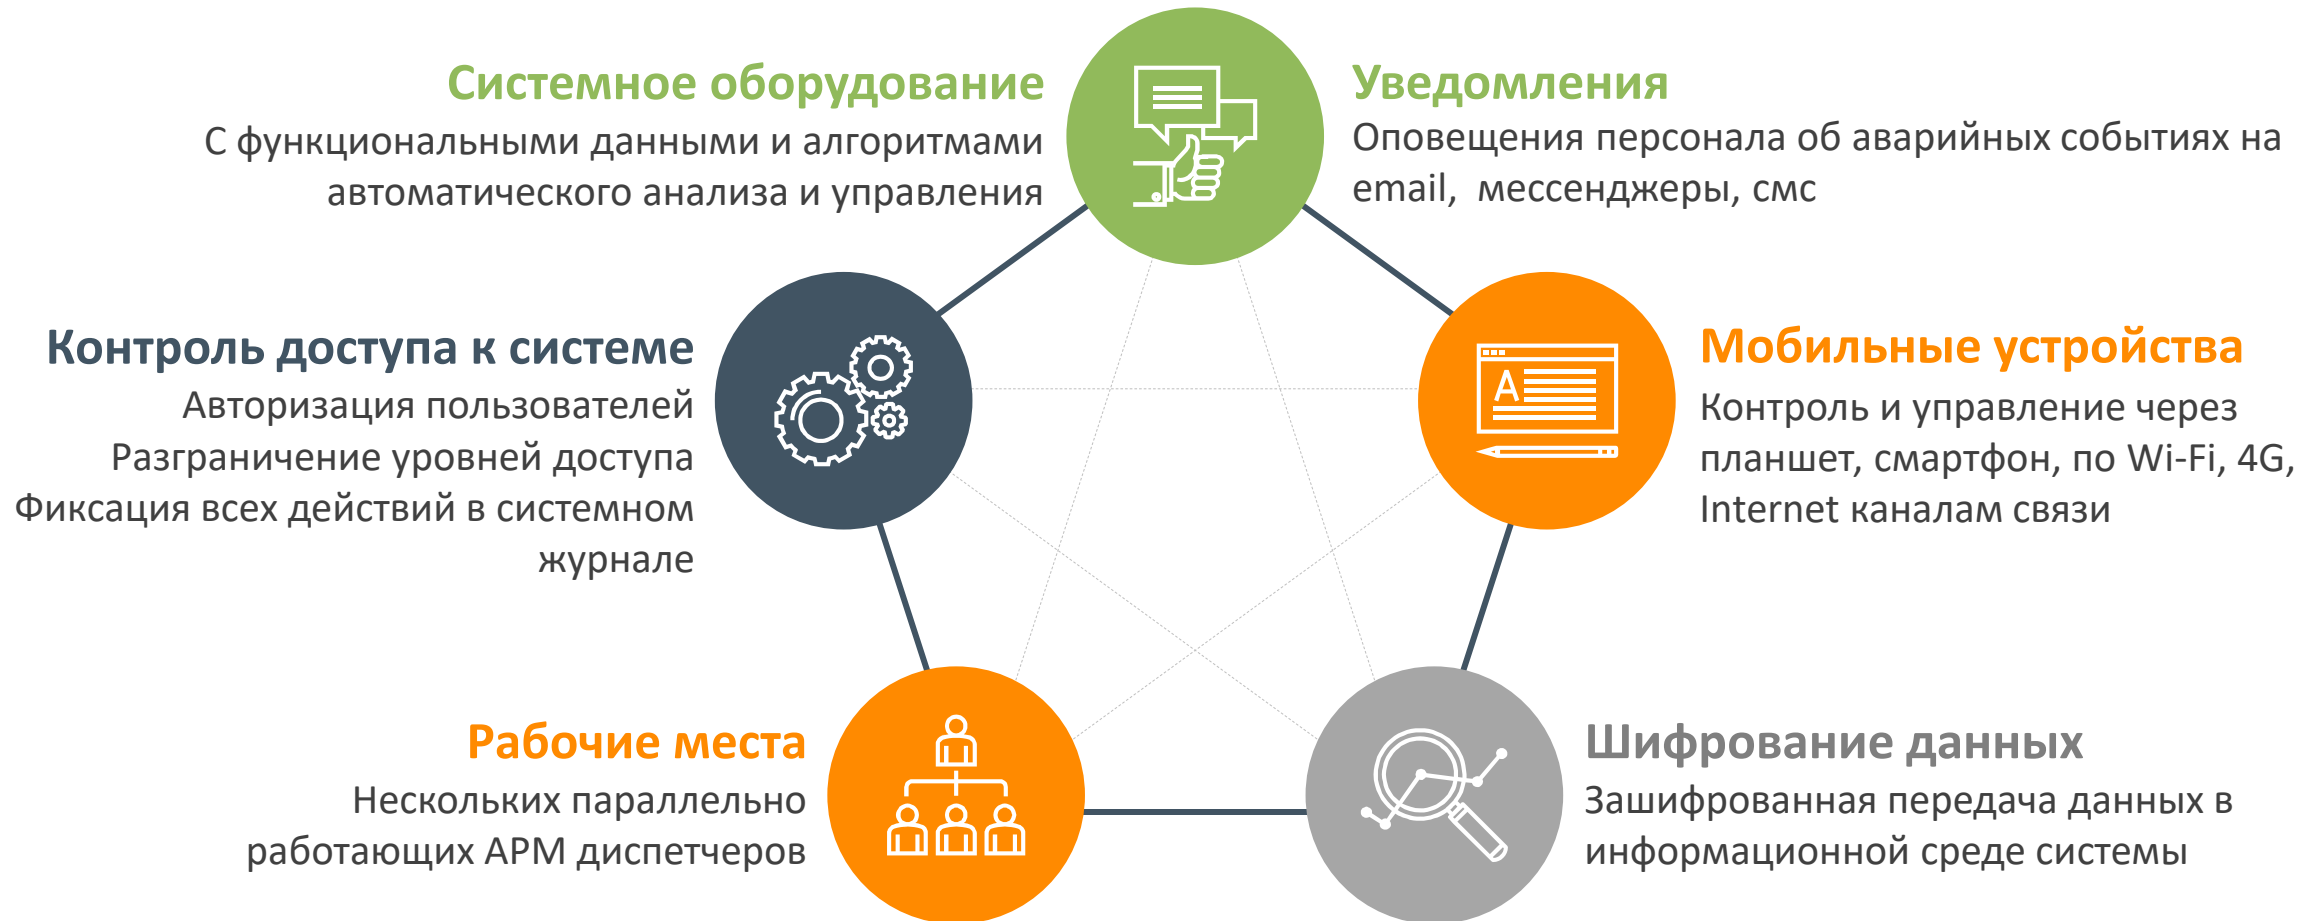 Системное оборудование
С функциональными данными и алгоритмами
автоматического анализа и управления
Уведомления
Оповещения персонала об аварийных событиях на
email,  мессенджеры, смс
Контроль доступа к системе
Авторизация пользователей
Разграничение уровней доступа
Фиксация всех действий в системном
журнале
Мобильные устройства
Контроль и управление через
планшет, смартфон, по Wi-Fi, 4G,
Internet каналам связи
A
Рабочие места
Нескольких параллельно
работающих АРМ диспетчеров
Шифрование данных
Зашифрованная передача данных в
информационной среде системы